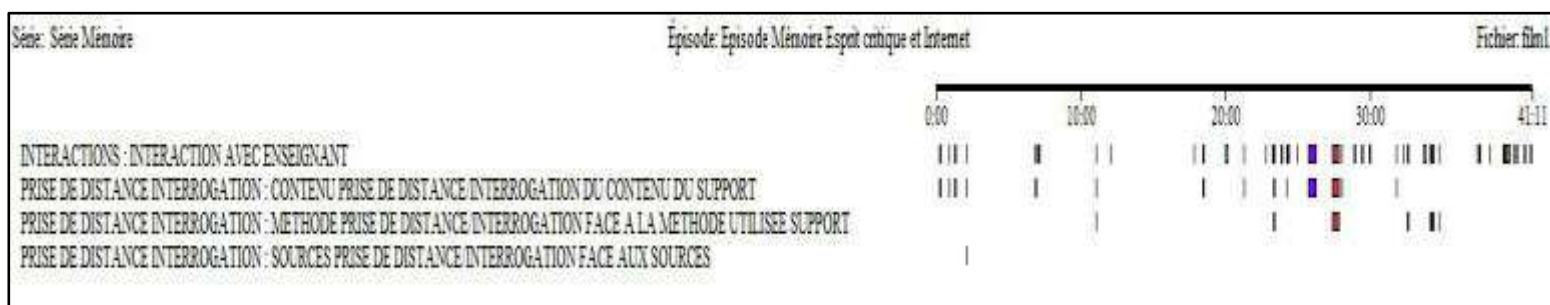 Série: Série Mémoire Épisode: Episode Mémoire Esprit critique et Internet Fichier: film1
0:00 10:00 20:00 30:00 41:11
INTERACTIONS : INTERACTION AVEC ENSEIGNANT
PRISE DE DISTANCE INTERROGATION : CONTENU PRISE DE DISTANCE INTERROGATION DU CONTENU DU SUPPORT
PRISE DE DISTANCE INTERROGATION : METHODE PRISE DE DISTANCE/INTERROGATION FACE A LA METHODE UTILISEE SUPPORT
PRISE DE DISTANCE INTERROGATION : SOURCES PRISE DE DISTANCE/INTERROGATION FACE AUX SOURCES